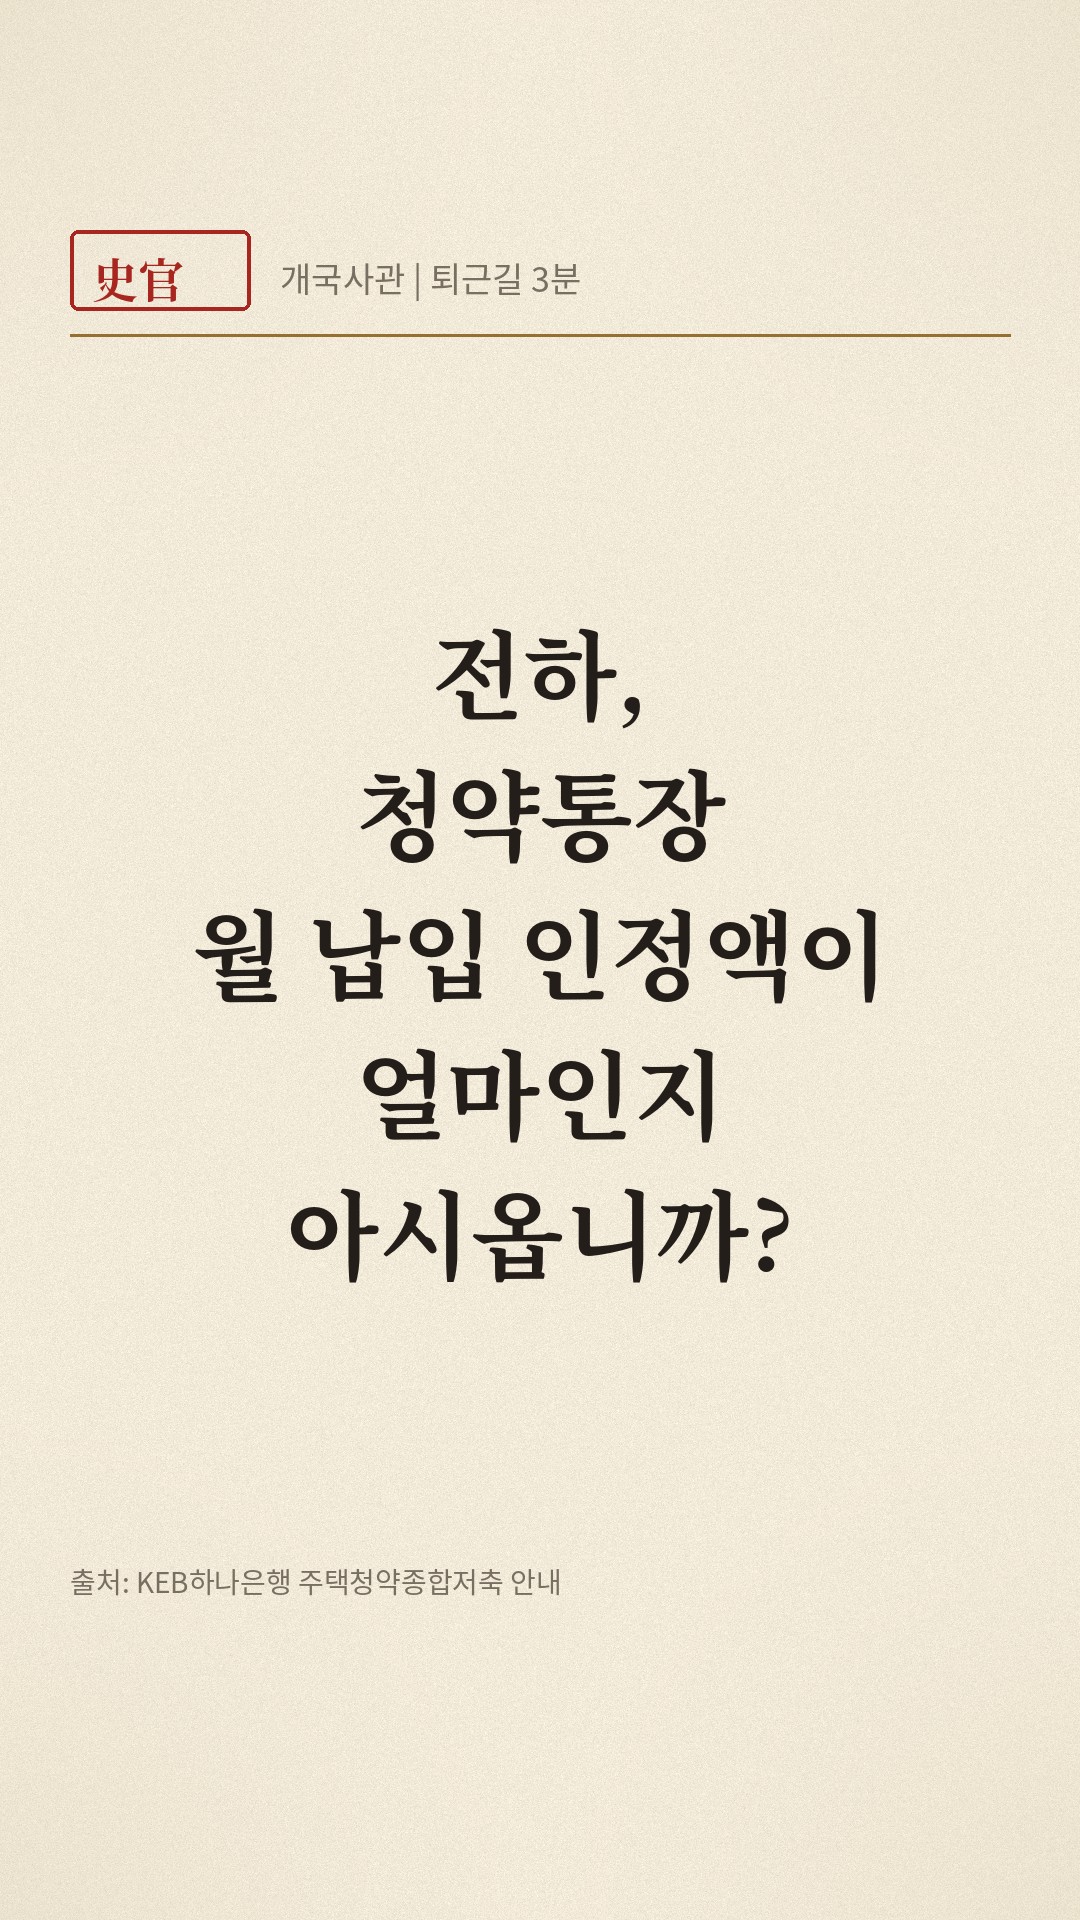 史官
개국사관 | 퇴근길 3분
전하,
청약통장
월 납입 인정액이
얼마인지
아시옵니까?
출처: KEB하나은행 주택청약종합저축 안내